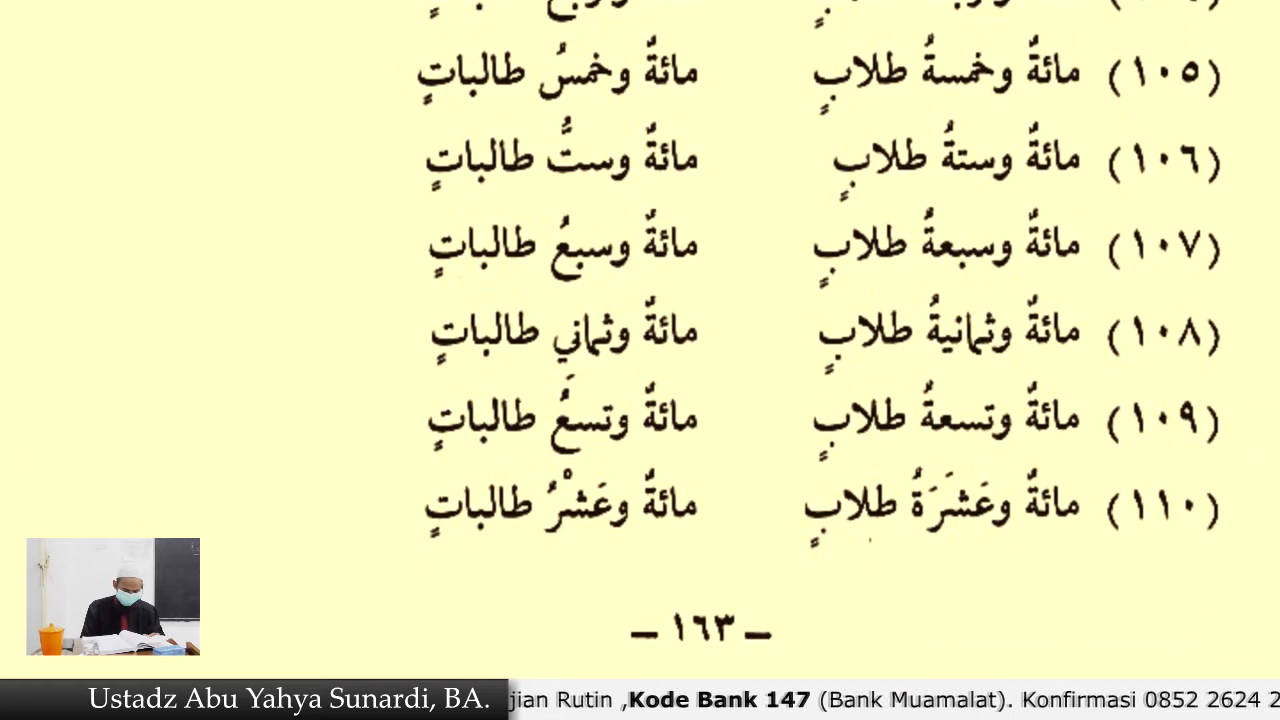 (١٠٥) مائةٌ وخمسةُ طلابٍ مائةٌ وخمسُ طالباتٍ
(١٠٦) مائةٌ وستةُ طلابٍ مائةٌ وستُّ طالباتٍ
(١٠٧) مائةٌ وسبعةُ طلابٍ مائةٌ وسبعُ طالباتٍ
(١٠٨) مائةٌ وثمانيةُ طلابٍ مائةٌ وثماني طالباتٍ
(١٠٩) مائةٌ وتسعةُ طلابٍ مائةٌ وتسعُ طالباتٍ
(١١٠) مائةٌ وعَشَرَةُ طلابٍ مائةٌ وعَشْرُ طالباتٍ
– ١٦٣ –
Ustadz Abu Yahya Sunardi, BA.
jian Rutin ,Kode Bank 147 (Bank Muamalat). Konfirmasi 0852 2624 2